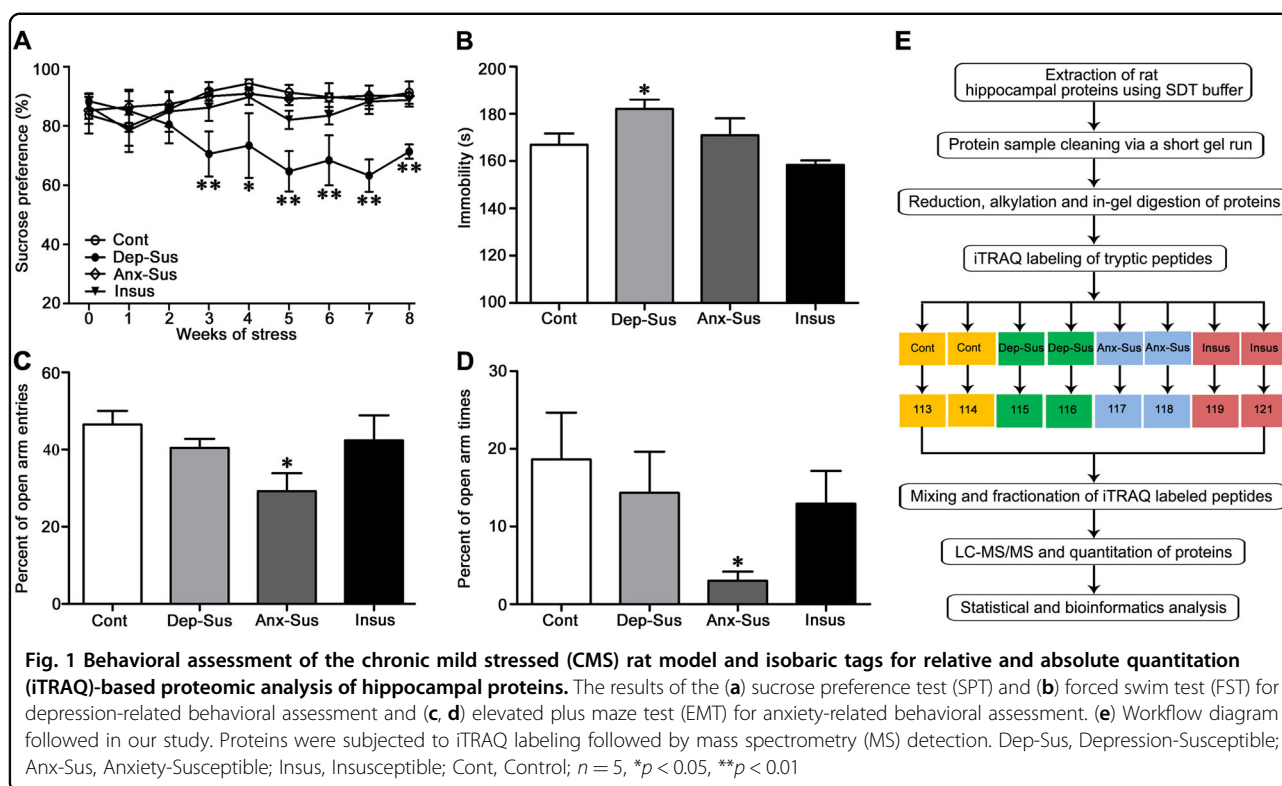 A
Sucrose preference (%)
100
80
60
40
20
Cont
Dep-Sus
Anx-Sus
Insus
** * ** ** ** **
0 1 2 3 4 5 6 7 8
Weeks of stress
B
Immobility (s)
200
180
160
140
120
100
*
Cont Dep-Sus Anx-Sus Insus
C
Percent of open arm entries
60
40
20
0
*
Cont Dep-Sus Anx-Sus Insus
D
Percent of open arm times
30
20
10
0
*
Cont Dep-Sus Anx-Sus Insus
E
Extraction of rat
hippocampal proteins using SDT buffer
Protein sample cleaning via a short gel run
Reduction, alkylation and in-gel digestion of proteins
iTRAQ labeling of tryptic peptides
Cont Cont Dep-Sus Dep-Sus Anx-Sus Anx-Sus Insus Insus
113 114 115 116 117 118 119 121
Mixing and fractionation of iTRAQ labeled peptides
LC-MS/MS and quantitation of proteins
Statistical and bioinformatics analysis
Fig. 1 Behavioral assessment of the chronic mild stressed (CMS) rat model and isobaric tags for relative and absolute quantitation
(iTRAQ)-based proteomic analysis of hippocampal proteins. The results of the (a) sucrose preference test (SPT) and (b) forced swim test (FST) for
depression-related behavioral assessment and (c, d) elevated plus maze test (EMT) for anxiety-related behavioral assessment. (e) Workflow diagram
followed in our study. Proteins were subjected to iTRAQ labeling followed by mass spectrometry (MS) detection. Dep-Sus, Depression-Susceptible;
Anx-Sus, Anxiety-Susceptible; Insus, Insusceptible; Cont, Control; n = 5, *p < 0.05, **p < 0.01